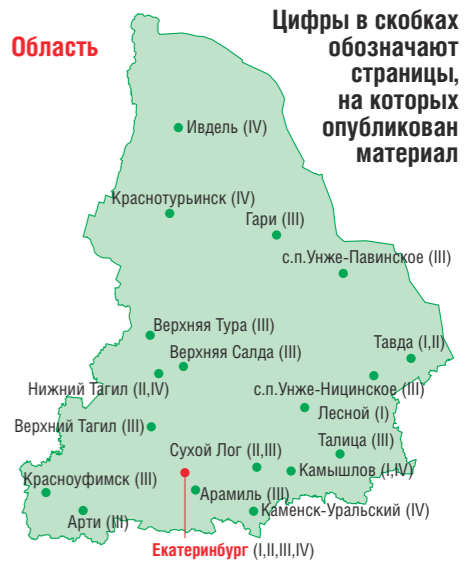 Область
Цифры в скобках
обозначают
страницы,
на которых
опубликован
материал
Ивдель (IV)
Краснотурьинск (IV)
Гари (III)
с.п.Унже-Павинское (III)
Верхняя Тура (III)
Тавда (I,II)
Верхняя Салда (III)
Нижний Тагил (II,IV)
с.п.Унже-Ницинское (III)
Лесной (I)
Верхний Тагил (III)
Талица (III)
Сухой Лог (II,III)
Камышлов (I,IV)
Красноуфимск (III)
Арамиль (III)
Каменск-Уральский (IV)
Арти (III)
Екатеринбург (I,II,III,IV)